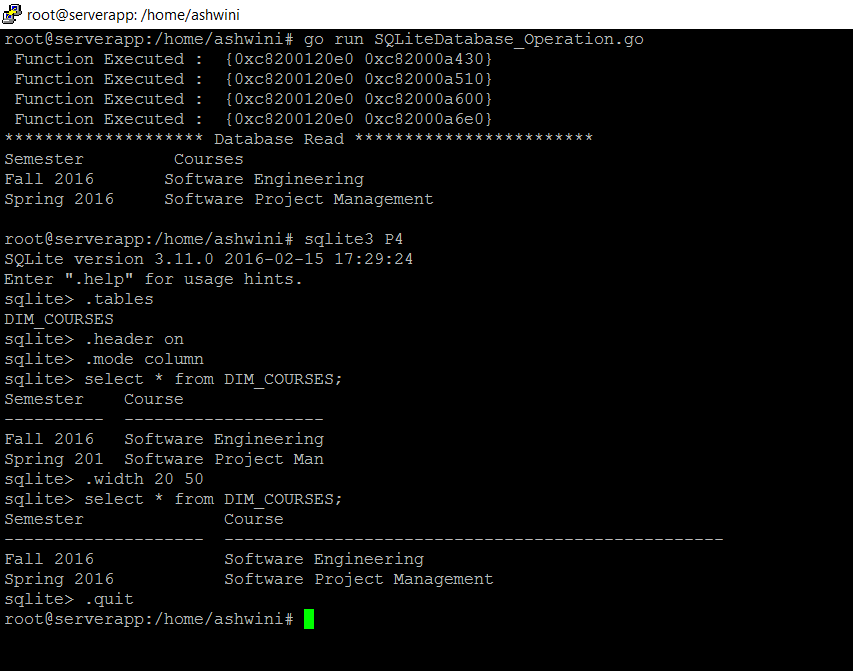 root@serverapp: /home/ashwini
root@serverapp:/home/ashwini# go run SQLiteDatabase_Operation.go
 Function Executed :  {0xc8200120e0 0xc82000a430}
 Function Executed :  {0xc8200120e0 0xc82000a510}
 Function Executed :  {0xc8200120e0 0xc82000a600}
 Function Executed :  {0xc8200120e0 0xc82000a6e0}
******************** Database Read ************************
Semester         Courses
Fall 2016       Software Engineering
Spring 2016     Software Project Management
root@serverapp:/home/ashwini# sqlite3 P4
SQLite version 3.11.0 2016-02-15 17:29:24
Enter ".help" for usage hints.
sqlite> .tables
DIM_COURSES
sqlite> .header on
sqlite> .mode column
sqlite> select * from DIM_COURSES;
Semester    Course
----------  --------------------
Fall 2016   Software Engineering
Spring 201  Software Project Man
sqlite> .width 20 50
sqlite> select * from DIM_COURSES;
Semester              Course
--------------------  --------------------------------------------------
Fall 2016             Software Engineering
Spring 2016           Software Project Management
sqlite> .quit
root@serverapp:/home/ashwini#